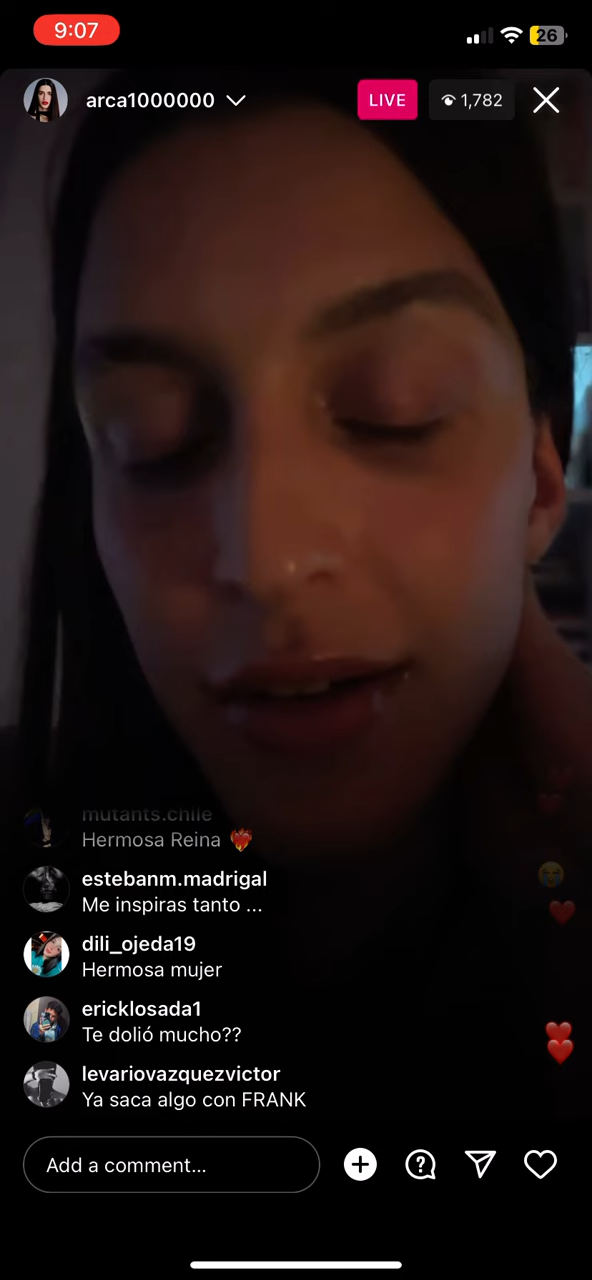 9:07
26
arca1000000
LIVE
1,782
mutants.chile
Hermosa Reina ❤️‍🔥
estebanm.madrigal
Me inspiras tanto ...
dili_ojeda19
Hermosa mujer
ericklosada1
Te dolió mucho??
levariovazquezvictor
Ya saca algo con FRANK
Add a comment...